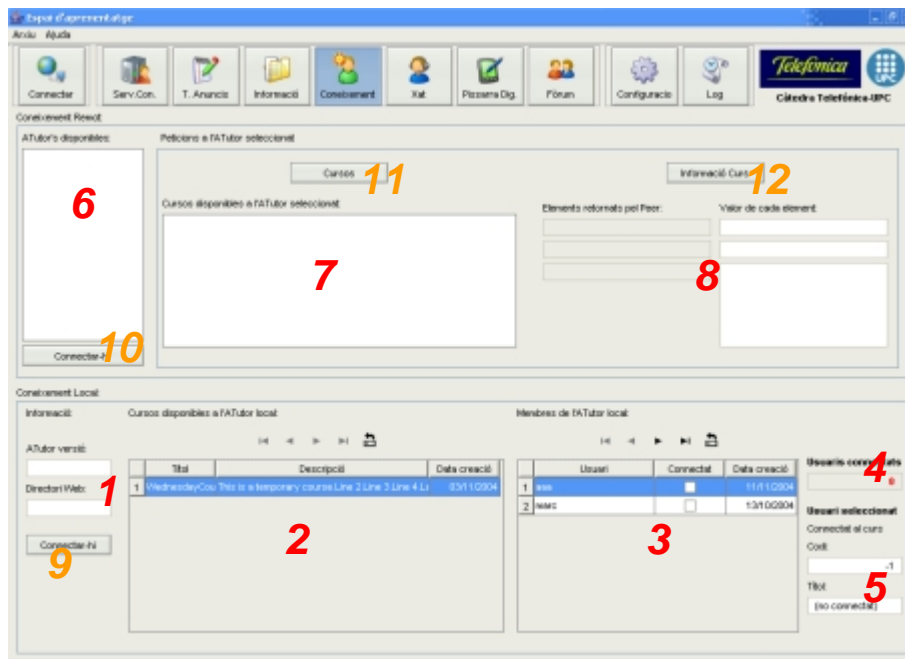 Espai d'aprenentatge
Arxiu Ajuda
Connectar Serv.Con. T. Anuncis Informació Coneixement Xat Pissarra Dig. Fòrum Configuració Log
Telefónica UPC
Càtedra Telefónica-UPC
Coneixement Remot:
ATutor's disponibles: Peticions a l'ATutor seleccionat:
Cursos 11 Informació Curs 12
6
Cursos disponibles a l'ATutor seleccionat: Elements retornats pel Peer: Valor de cada element:
7 8
Connectar-hi 10
Coneixement Local:
Informació: Cursos disponibles a l'ATutor local: Membres de l'ATutor local:
ATutor versió:
Títol Descripció Data creació Usuari Connectat Data creació Usuaris connectats 4
1 WednesdayCou This is a temporary course.Line 2 Line 3 Line 4 Li 03/11/2004 1 11/11/2004 0
Directori Web: 1
2 marc 13/10/2004 Usuari seleccionat
2 3
Connectat al curs
Connectar-hi 9 Codi:
-1
Títol: 5
(no connectat)